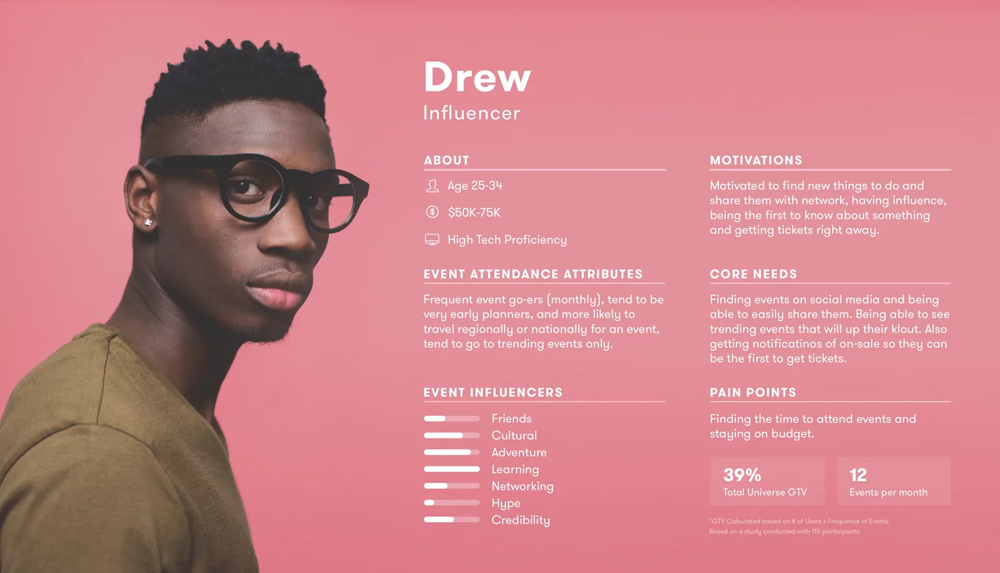 Drew
Influencer
ABOUT
Age 25-34
$50K-75K
High Tech Proficiency
EVENT ATTENDANCE ATTRIBUTES
Frequent event go-ers (monthly), tend to be
very early planners, and more likely to
travel regionally or nationally for an event,
tend to go to trending events only.
EVENT INFLUENCERS
Friends
Cultural
Adventure
Learning
Networking
Hype
Credibility
MOTIVATIONS
Motivated to find new things to do and
share them with network, having influence,
being the first to know about something
and getting tickets right away.
CORE NEEDS
Finding events on social media and being
able to easily share them. Being able to see
trending events that will up their klout. Also
getting notificatinos of on-sale so they can
be the first to get tickets.
PAIN POINTS
Finding the time to attend events and
staying on budget.
39%
Total Universe GTV
12
Events per month
*GTV Calculated based on # of Users x Frequence of Events.
Based on a study conducted with 115 participants.